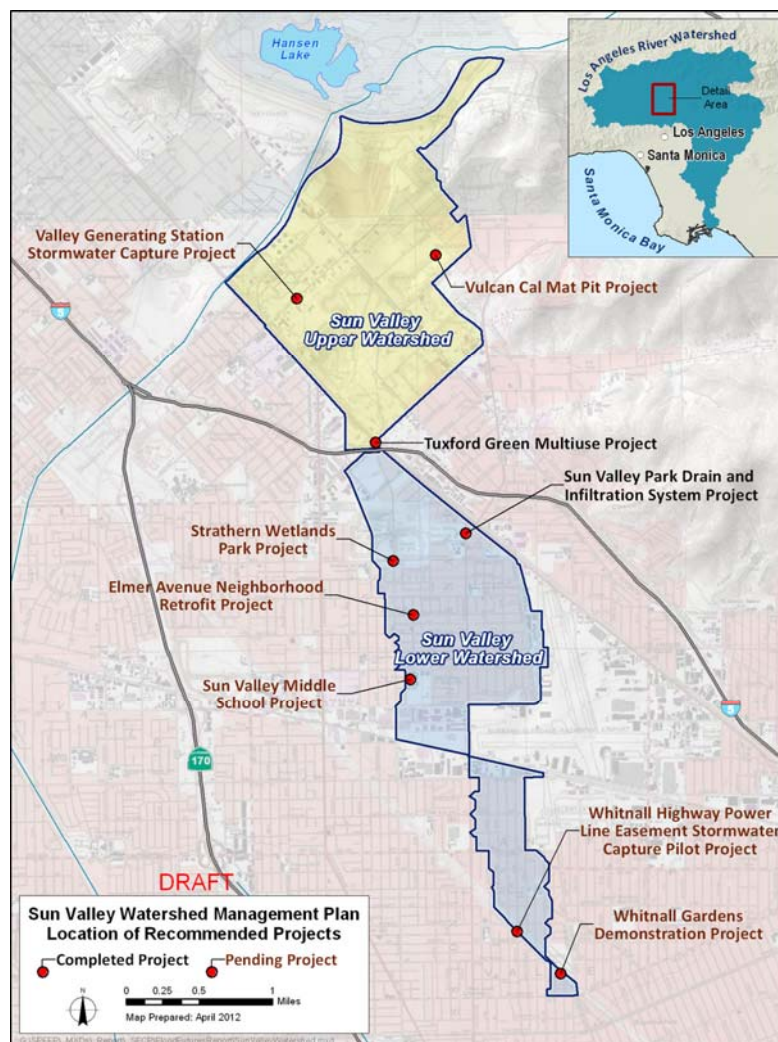 Hansen
Lake
Los Angeles River Watershed
Detail
Area
Los Angeles
Santa Monica
Santa Monica Bay
Valley Generating Station
Stormwater Capture Project
Vulcan Cal Mat Pit Project
Sun Valley
Upper Watershed
5
Tuxford Green Multiuse Project
Sun Valley Park Drain and
Infiltration System Project
Strathern Wetlands
Park Project
Elmer Avenue Neighborhood
Retrofit Project
Sun Valley
Lower Watershed
Sun Valley Middle
School Project
5
170
Whitnall Highway Power
Line Easement Stormwater
Capture Pilot Project
DRAFT
Whitnall Gardens
Demonstration Project
Sun Valley Watershed Management Plan
Location of Recommended Projects
Completed Project
Pending Project
N
0 0.25 0.5 1
Miles
Map Prepared: April 2012